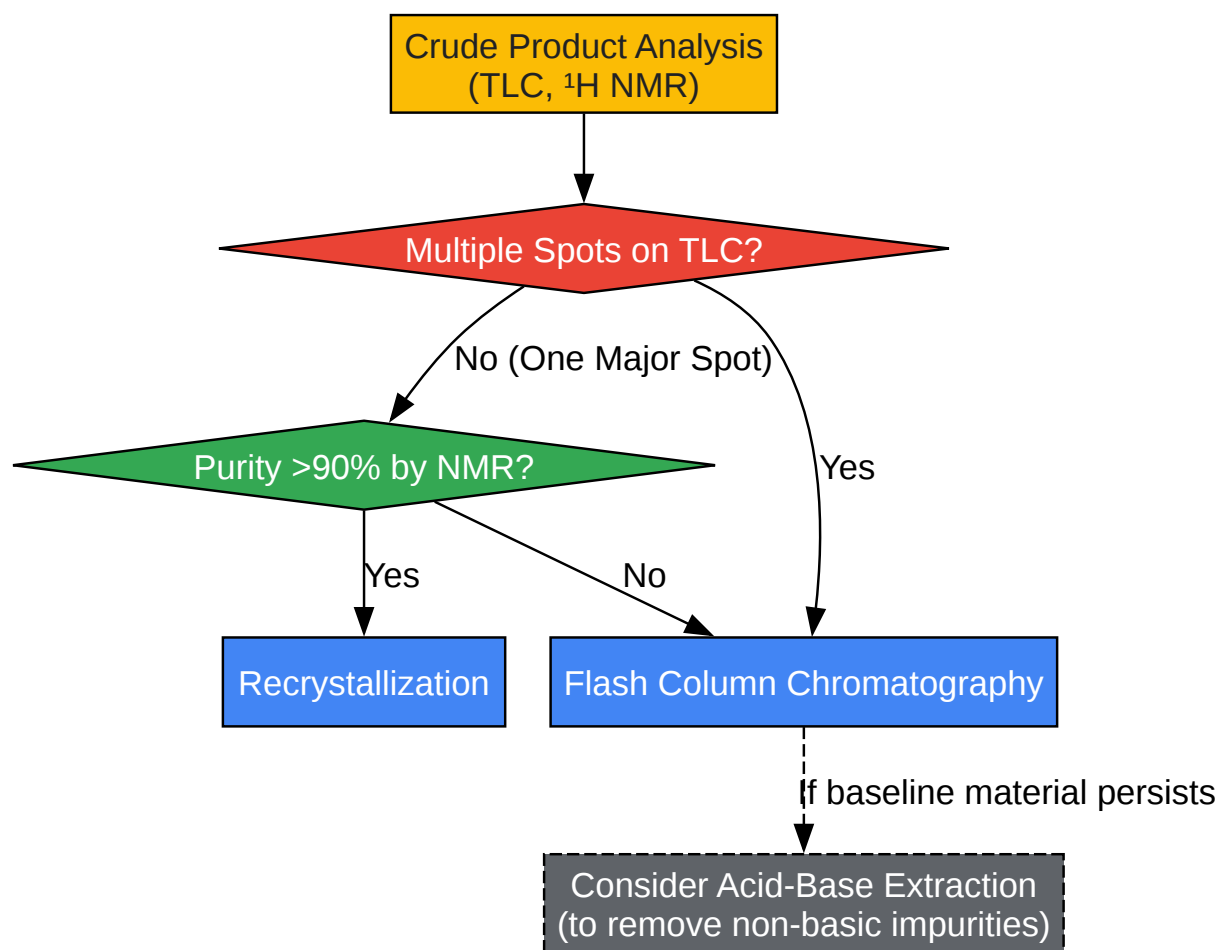 Crude Product Analysis
(TLC, ¹H NMR)
Multiple Spots on TLC?
No (One Major Spot)
Purity >90% by NMR?
Yes
Yes
No
Recrystallization
Flash Column Chromatography
If baseline material persists
Consider Acid-Base Extraction
(to remove non-basic impurities)